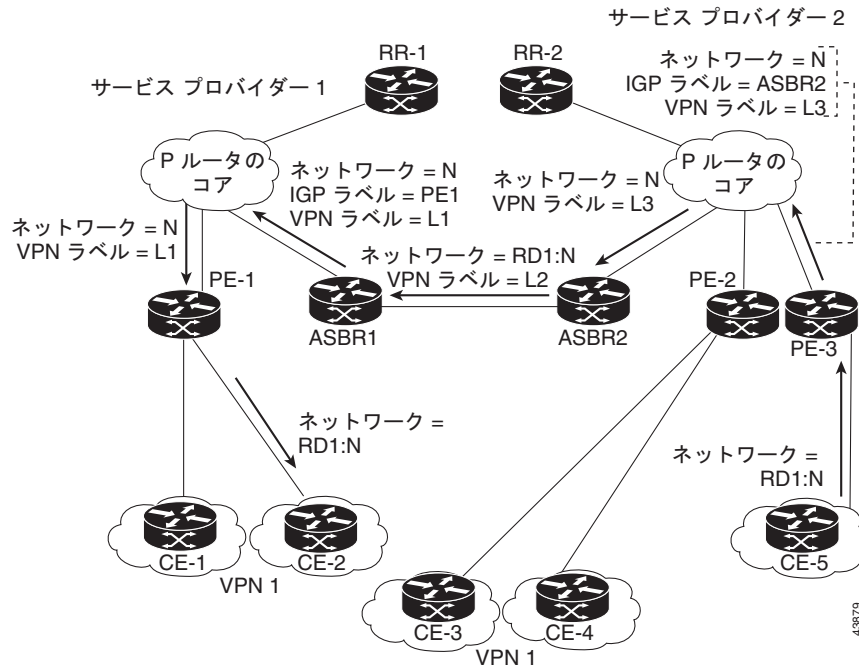 サービス プロバイダー 2
RR-1
RR-2
サービス プロバイダー 1
ネットワーク = N
IGP ラベル = ASBR2
VPN ラベル = L3
P ルータの
コア
P ルータの
コア
ネットワーク = N
IGP ラベル = PE1
VPN ラベル = L1
ネットワーク = N
VPN ラベル = L3
ネットワーク = N
VPN ラベル = L1
ネットワーク = RD1:N
VPN ラベル = L2
PE-1
ASBR1
ASBR2
PE-2
PE-3
ネットワーク =
RD1:N
ネットワーク =
RD1:N
CE-1
CE-2
VPN 1
CE-5
CE-3
CE-4
VPN 1
43879